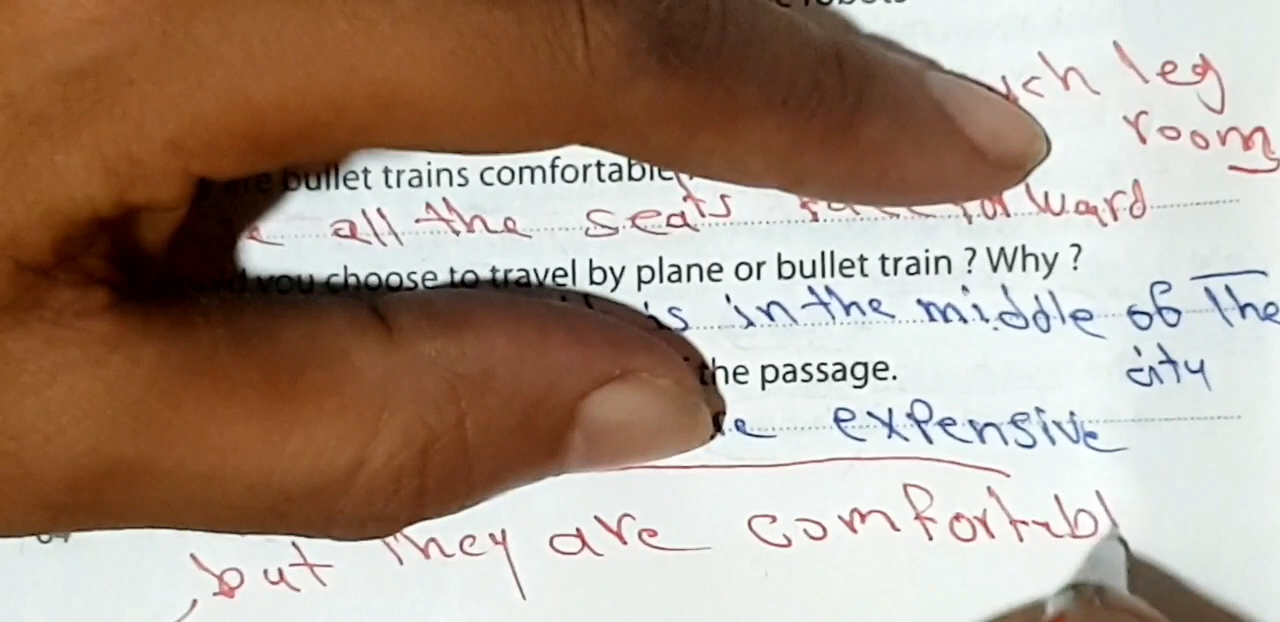 leg
room
bullet trains comfortable
all the seats forward
you choose to travel by plane or bullet train ? Why ?
is in the middle of The
city
the passage.
expensive
, but they are comfortabl